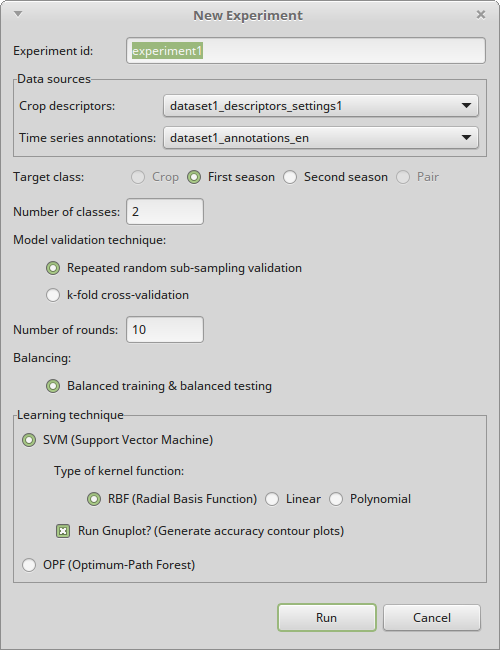 New Experiment
Experiment id: experiment1
Data sources
Crop descriptors: dataset1_descriptors_settings1
Time series annotations: dataset1_annotations_en
Target class: Crop First season Second season Pair
Number of classes: 2
Model validation technique:
Repeated random sub-sampling validation
k-fold cross-validation
Number of rounds: 10
Balancing:
Balanced training & balanced testing
Learning technique
SVM (Support Vector Machine)
Type of kernel function:
RBF (Radial Basis Function) Linear Polynomial
Run Gnuplot? (Generate accuracy contour plots)
OPF (Optimum-Path Forest)
Run Cancel